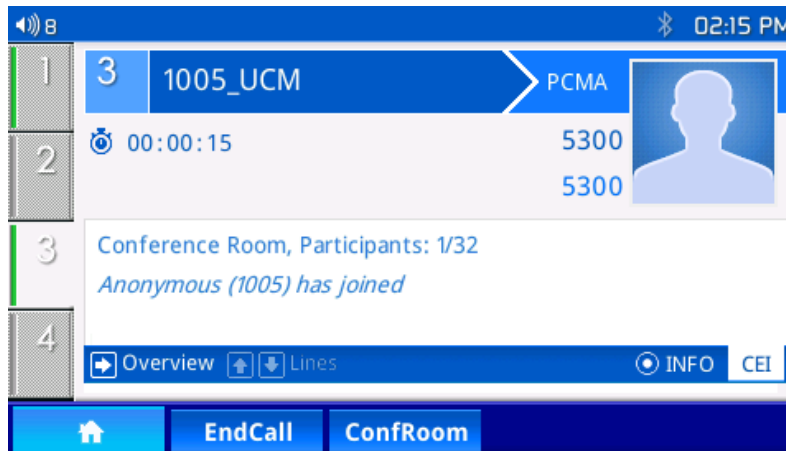 8 02:15 PM
1 3 1005_UCM PCMA
00:00:15 5300
2 5300
3 Conference Room, Participants: 1/32
Anonymous (1005) has joined
4
Overview Lines INFO CEI
EndCall ConfRoom